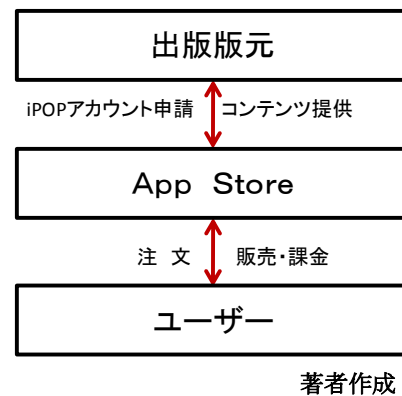 出版版元
iPOPアカウント申請 コンテンツ提供
App Store
注 文 販売・課金
ユーザー
著者作成